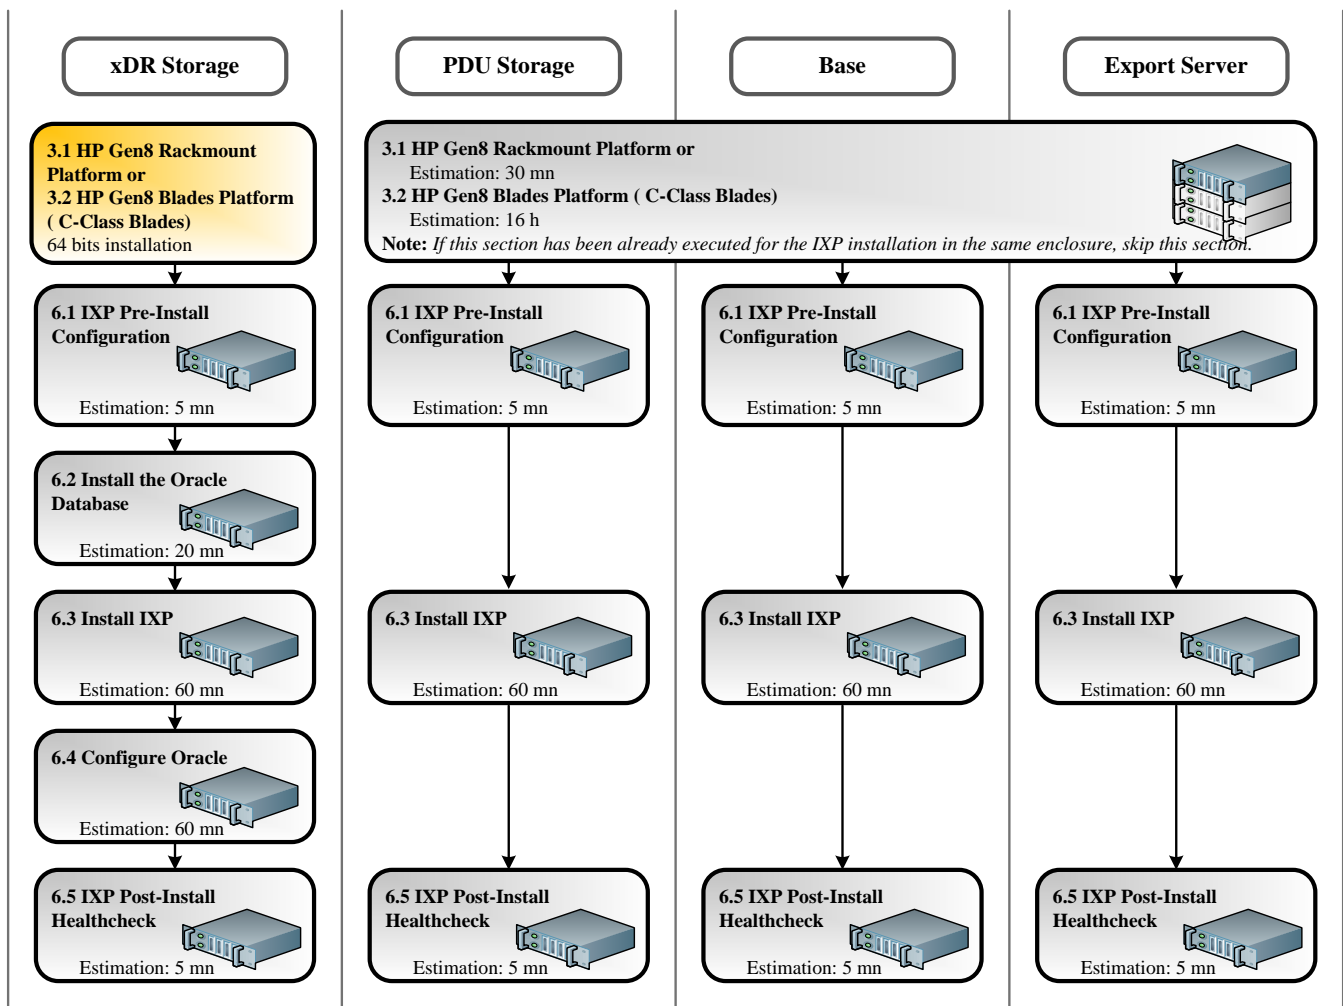 xDR Storage
PDU Storage
Base
Export Server
3.1 HP Gen8 Rackmount
Platform or
3.2 HP Gen8 Blades Platform
( C-Class Blades)
64 bits installation
3.1 HP Gen8 Rackmount Platform or
Estimation: 30 mn
3.2 HP Gen8 Blades Platform ( C-Class Blades)
Estimation: 16 h
Note: If this section has been already executed for the IXP installation in the same enclosure, skip this section.
6.1 IXP Pre-Install
Configuration
Estimation: 5 mn
6.1 IXP Pre-Install
Configuration
Estimation: 5 mn
6.1 IXP Pre-Install
Configuration
Estimation: 5 mn
6.1 IXP Pre-Install
Configuration
Estimation: 5 mn
6.2 Install the Oracle
Database
Estimation: 20 mn
6.3 Install IXP
Estimation: 60 mn
6.3 Install IXP
Estimation: 60 mn
6.3 Install IXP
Estimation: 60 mn
6.3 Install IXP
Estimation: 60 mn
6.4 Configure Oracle
Estimation: 60 mn
6.5 IXP Post-Install
Healthcheck
Estimation: 5 mn
6.5 IXP Post-Install
Healthcheck
Estimation: 5 mn
6.5 IXP Post-Install
Healthcheck
Estimation: 5 mn
6.5 IXP Post-Install
Healthcheck
Estimation: 5 mn